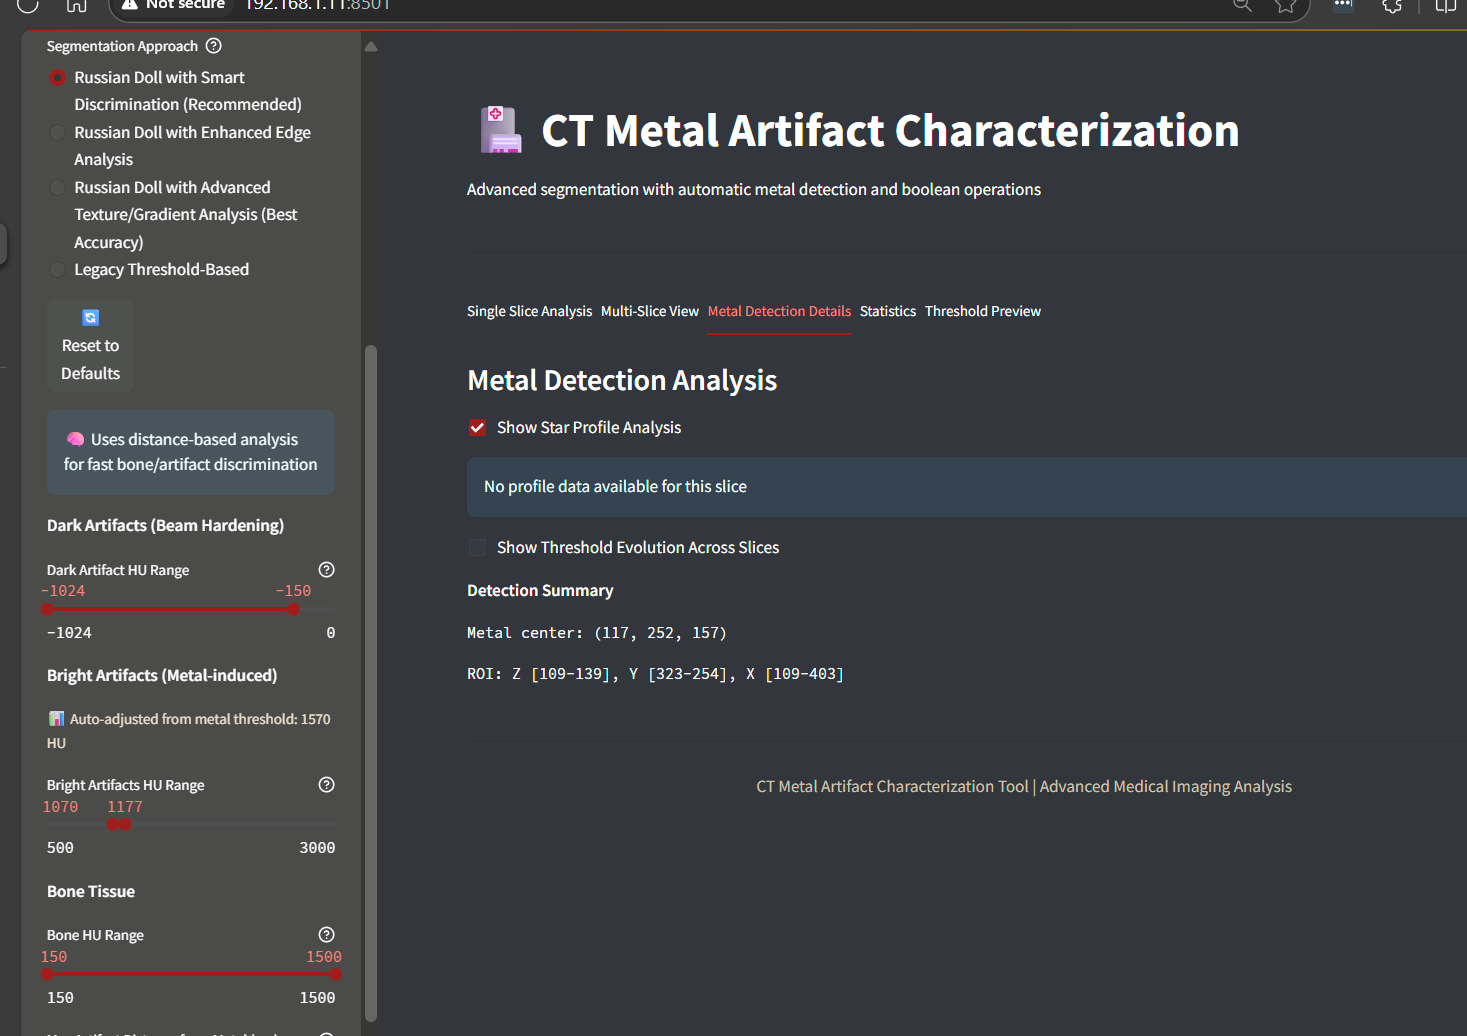 Not secure
192.168.1.11:8501
Segmentation Approach
Russian Doll with Smart
Discrimination (Recommended)
Russian Doll with Enhanced Edge
Analysis
Russian Doll with Advanced
Texture/Gradient Analysis (Best
Accuracy)
Legacy Threshold-Based
Reset to
Defaults
Uses distance-based analysis
for fast bone/artifact discrimination
Dark Artifacts (Beam Hardening)
Dark Artifact HU Range
-1024 -150
-1024 0
Bright Artifacts (Metal-induced)
Auto-adjusted from metal threshold: 1570
HU
Bright Artifacts HU Range
1070 1177
500 3000
Bone Tissue
Bone HU Range
150 1500
150 1500
CT Metal Artifact Characterization
Advanced segmentation with automatic metal detection and boolean operations
Single Slice Analysis Multi-Slice View Metal Detection Details Statistics Threshold Preview
Metal Detection Analysis
Show Star Profile Analysis
No profile data available for this slice
Show Threshold Evolution Across Slices
Detection Summary
Metal center: (117, 252, 157)
ROI: Z [109-139], Y [323-254], X [109-403]
CT Metal Artifact Characterization Tool | Advanced Medical Imaging Analysis